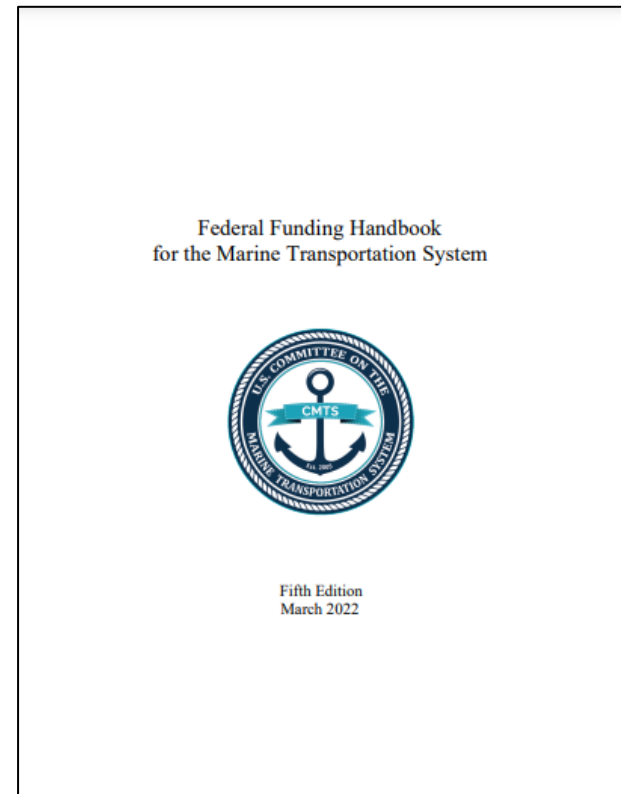 Federal Funding Handbook
for the Marine Transportation System
U.S. COMMITTEE ON THE
CMTS
Est. 2005
MARINE TRANSPORTATION SYSTEM
Fifth Edition
March 2022